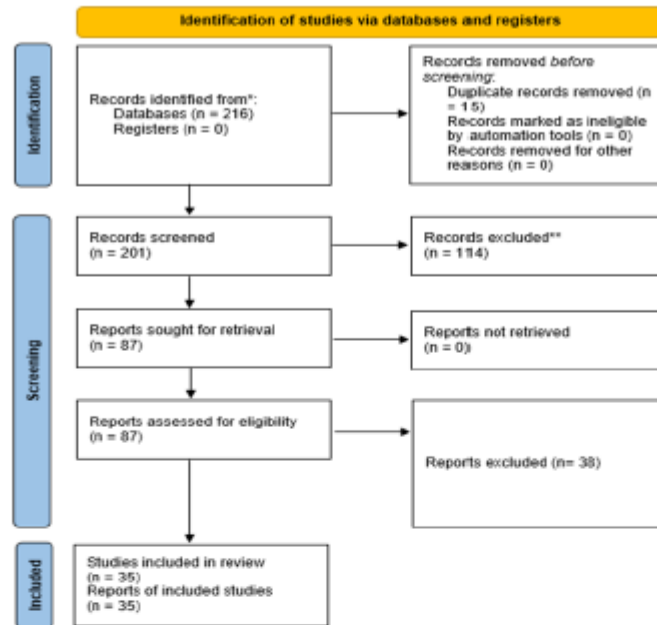 Identification of studies via databases and registers
Identification
Records identified from*:
Databases (n = 216)
Registers (n = 0)
Records removed before
screening:
Duplicate records removed (n
= 15)
Records marked as ineligible
by automation tools (n = 0)
Records removed for other
reasons (n = 0)
Screening
Records screened
(n = 201)
Records excluded**
(n = 114)
Reports sought for retrieval
(n = 87)
Reports not retrieved
(n = 0)
Reports assessed for eligibility
(n = 87)
Reports excluded (n= 38)
Included
Studies included in review
(n = 35)
Reports of included studies
(n = 35)